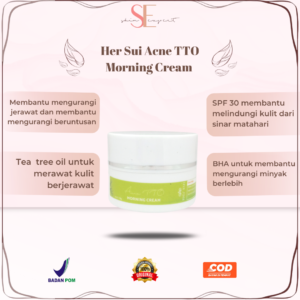 SE
skin expert
Her Sui Acne TTO
Morning Cream
Membantu mengurangi
jerawat dan membantu
mengurangi beruntusan
SPF 30 membantu
melindungi kulit dari
sinar matahari
Tea tree oil untuk
merawat kulit
berjerawat
BHA untuk membantu
mengurangi minyak
berlebih
MORNING CREAM
BADAN POM
COD